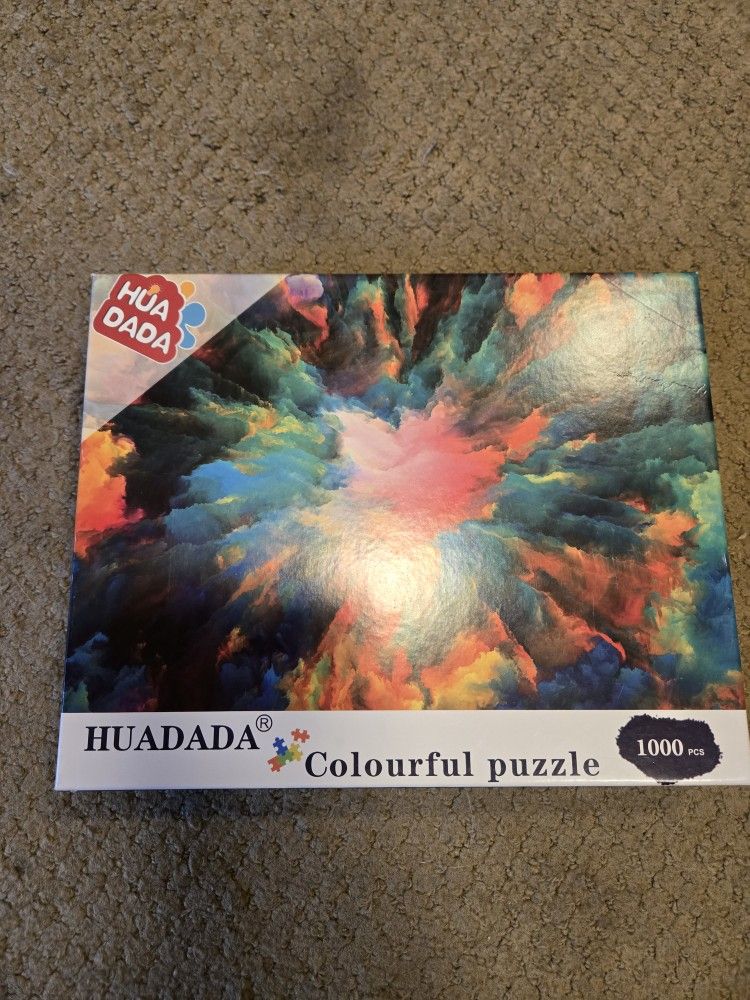 HUA
DADA
HUADADA®
Colourful puzzle
1000 PCS